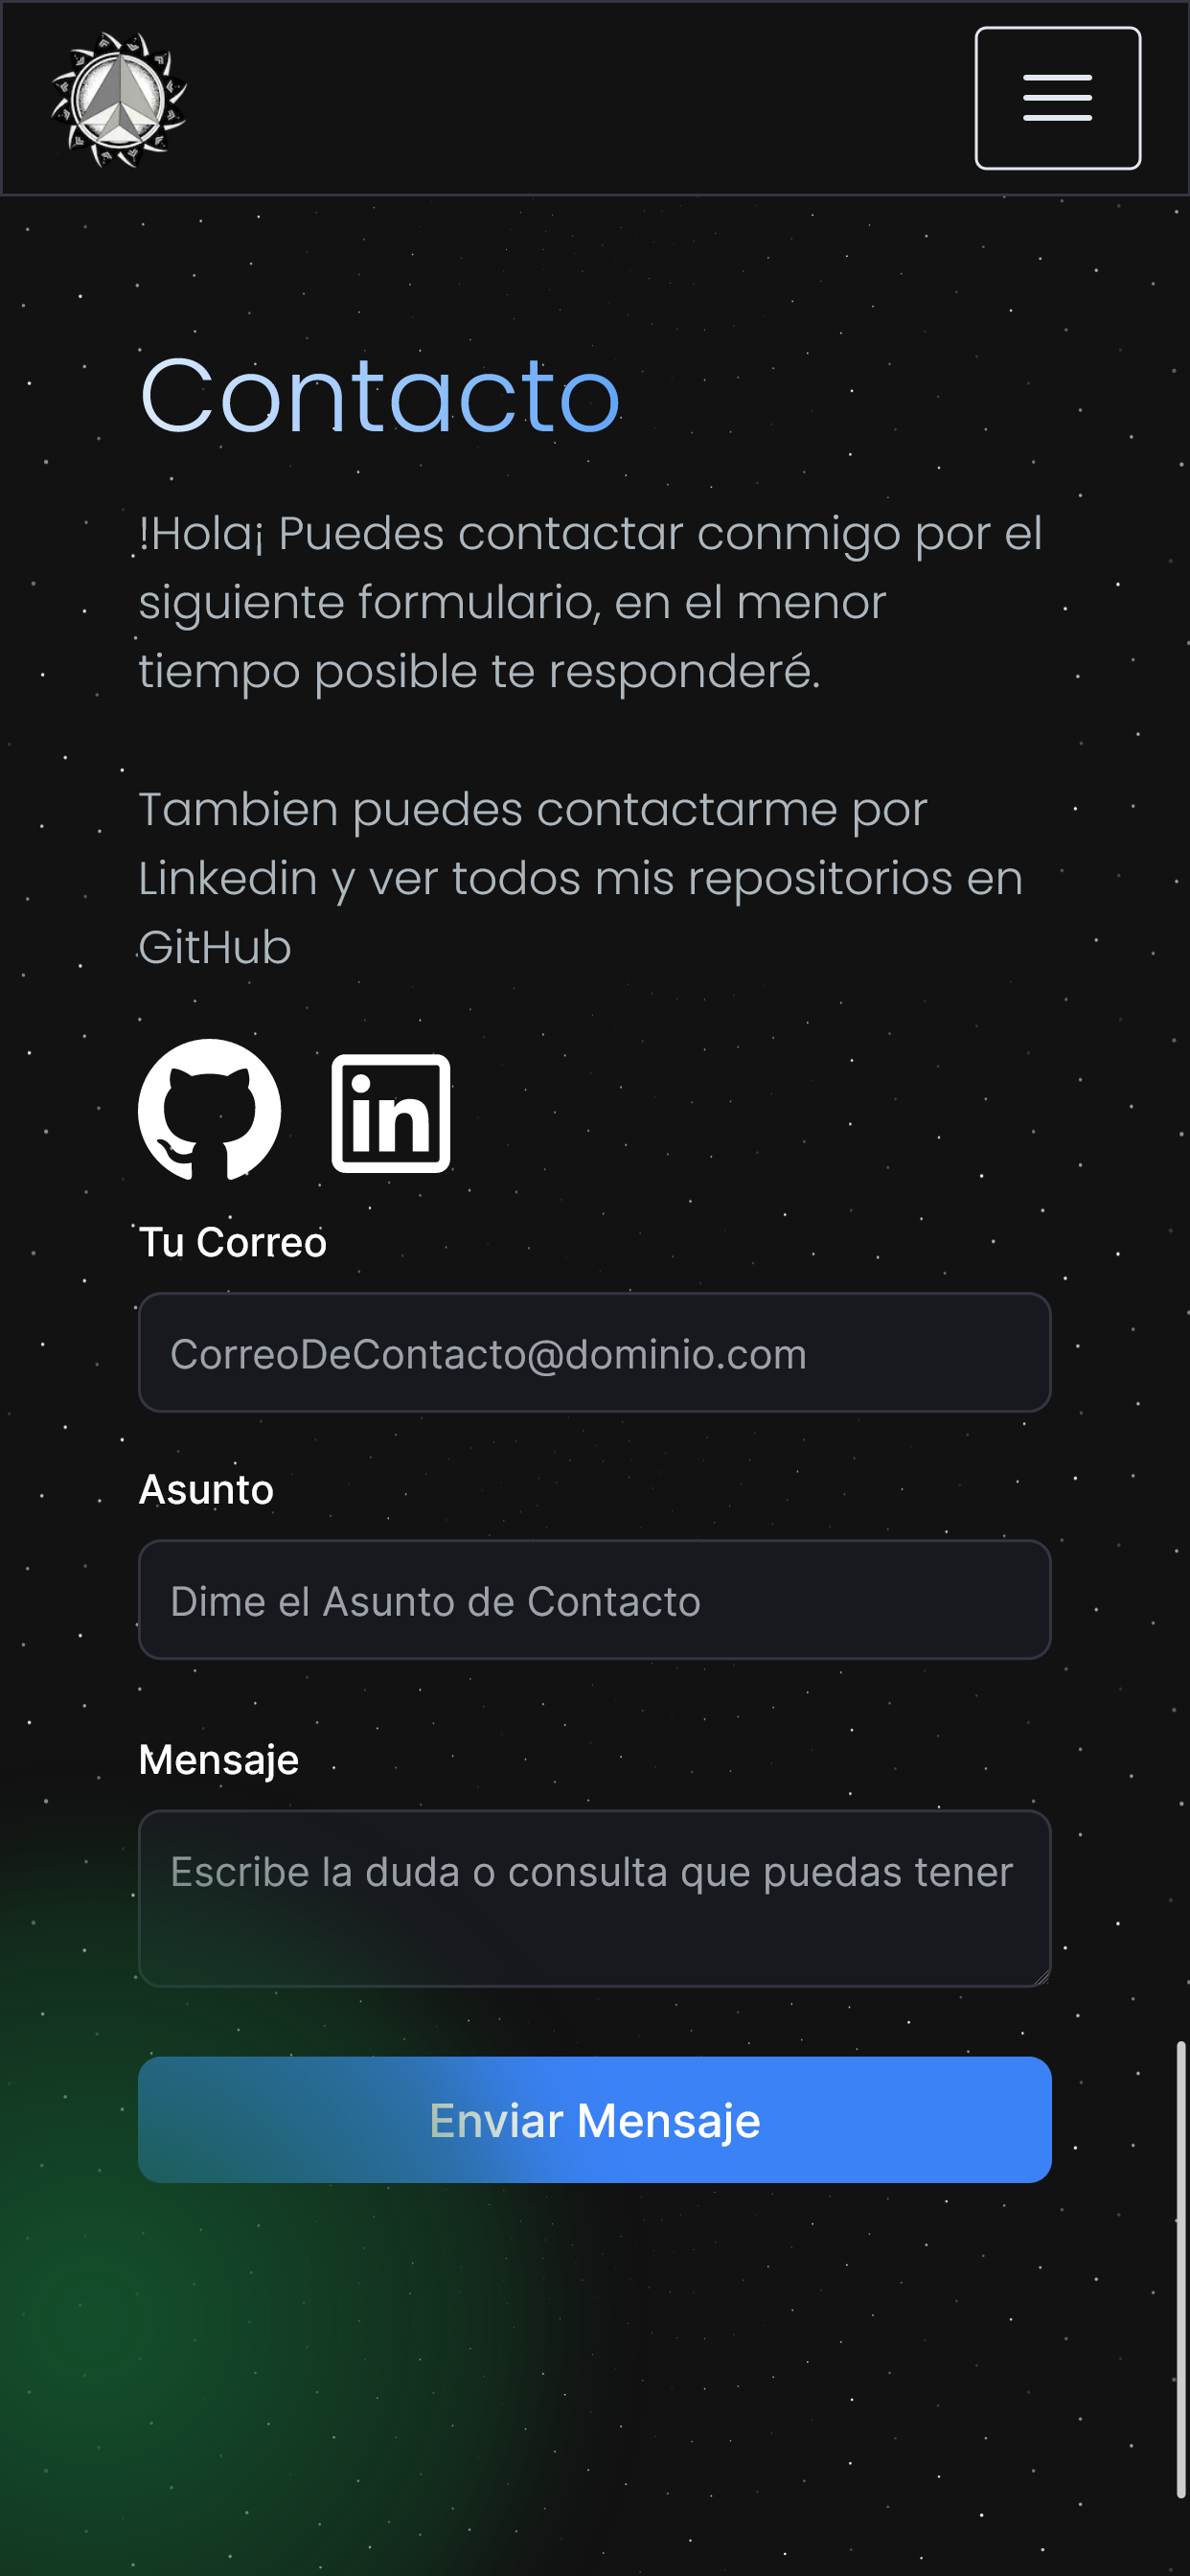 Contacto
!Hola¡ Puedes contactar conmigo por el
siguiente formulario, en el menor
tiempo posible te responderé.
Tambien puedes contactarme por
Linkedin y ver todos mis repositorios en
GitHub
in
Tu Correo
CorreoDeContacto@dominio.com
Asunto
Dime el Asunto de Contacto
Mensaje
Escribe la duda o consulta que puedas tener
Enviar Mensaje